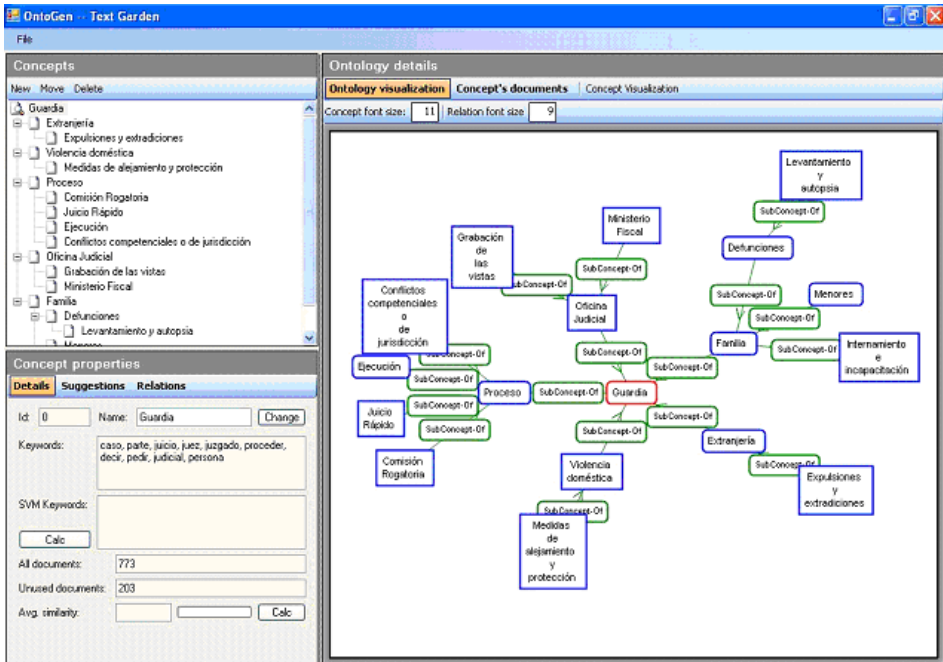 OntoGen -- Text Garden
File
Concepts
New Move Delete
Guardia
Extranjería
Expulsiones y extradiciones
Violencia doméstica
Medidas de alejamiento y protección
Proceso
Comisión Rogatoria
Juicio Rápido
Ejecución
Conflictos competenciales o de jurisdicción
Oficina Judicial
Grabación de las vistas
Ministerio Fiscal
Familia
Defunciones
Levantamiento y autopsia
Menores
Concept properties
Details Suggestions Relations
Id: 0 Name: Guardia Change
Keywords: caso, parte, juicio, juez, juzgado, proceder,
decir, pedir, judicial, persona
SVM Keywords:
Calc
All documents: 773
Unused documents: 203
Avg. similarity: Calc
Ontology details
Ontology visualization Concept's documents Concept Visualization
Concept font size: 11 Relation font size 9
Levantamiento
y
autopsia
SubConcept-Of
Ministerio
Fiscal
Grabación
de
las
vistas
Defunciones
SubConcept-Of
SubConcept-Of
Conflictos
competenciales
o
de
jurisdicción
Oficina
Judicial
SubConcept-Of
Menores
SubConcept-Of
Familia
SubConcept-Of
Internamiento
e
incapacitación
SubConcept-Of
SubConcept-Of
Ejecución
SubConcept-Of
SubConcept-Of
Proceso
SubConcept-Of
Guardia
Juicio
Rápido
SubConcept-Of
SubConcept-Of
SubConcept-Of
SubConcept-Of
Extranjería
Comisión
Rogatoria
Violencia
doméstica
SubConcept-Of
Expulsiones
y
extradiciones
SubConcept-Of
Medidas
de
alejamiento
y
protección